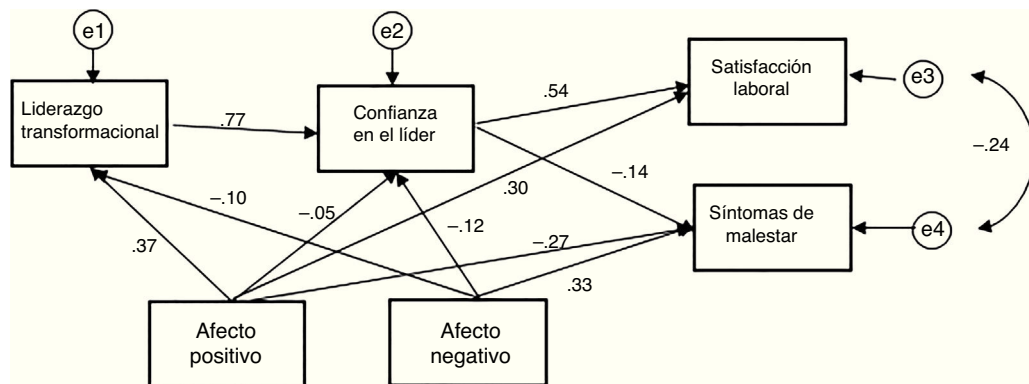 e1
e2
e3
e4
Liderazgo
transformacional
Confianza
en el líder
Satisfacción
laboral
Síntomas de
malestar
Afecto
positivo
Afecto
negativo
.77
.54
–.14
–.24
.30
–.10
–.05
–.12
.37
–.27
.33